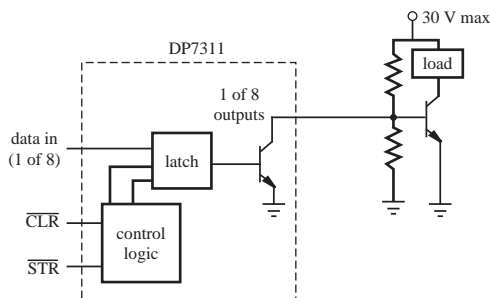 30 V max
DP7311
load
1 of 8
outputs
data in
(1 of 8)
latch
CLR
control
logic
STR